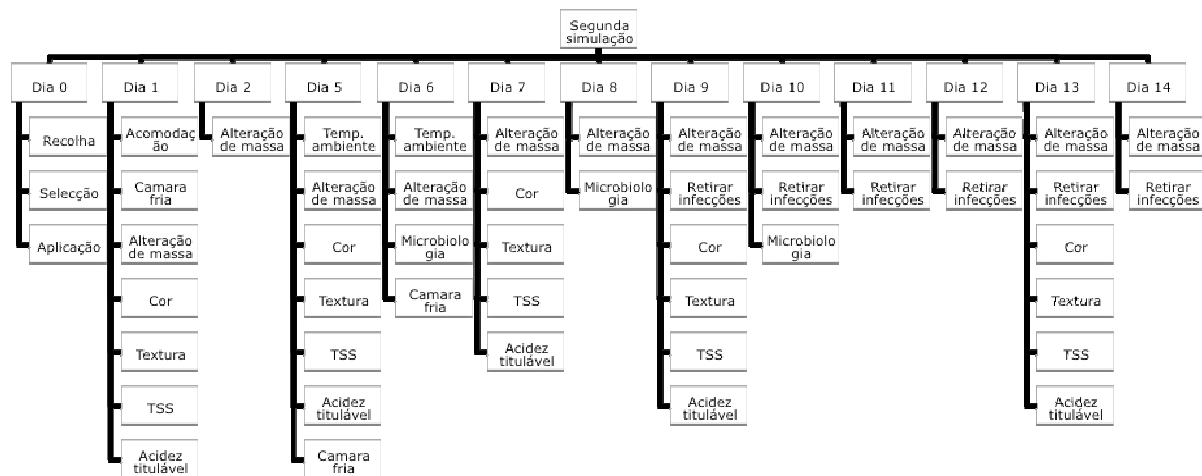 Segunda
simulação
Dia 0
Dia 1
Dia 2
Dia 5
Dia 6
Dia 7
Dia 8
Dia 9
Dia 10
Dia 11
Dia 12
Dia 13
Dia 14
Recolha
Selecção
Aplicação
Acomodaç
ão
Camara
fria
Alteração
de massa
Cor
Textura
TSS
Acidez
titulável
Alteração
de massa
Temp.
ambiente
Alteração
de massa
Cor
Textura
TSS
Acidez
titulável
Camara
fria
Temp.
ambiente
Alteração
de massa
Microbiolo
gia
Camara
fria
Alteração
de massa
Cor
Textura
TSS
Acidez
titulável
Alteração
de massa
Microbiolo
gia
Alteração
de massa
Retirar
infecções
Cor
Textura
TSS
Acidez
titulável
Alteração
de massa
Retirar
infecções
Microbiolo
gia
Alteração
de massa
Retirar
infecções
Alteração
de massa
Retirar
infecções
Alteração
de massa
Retirar
infecções
Cor
Textura
TSS
Acidez
titulável
Alteração
de massa
Retirar
infecções